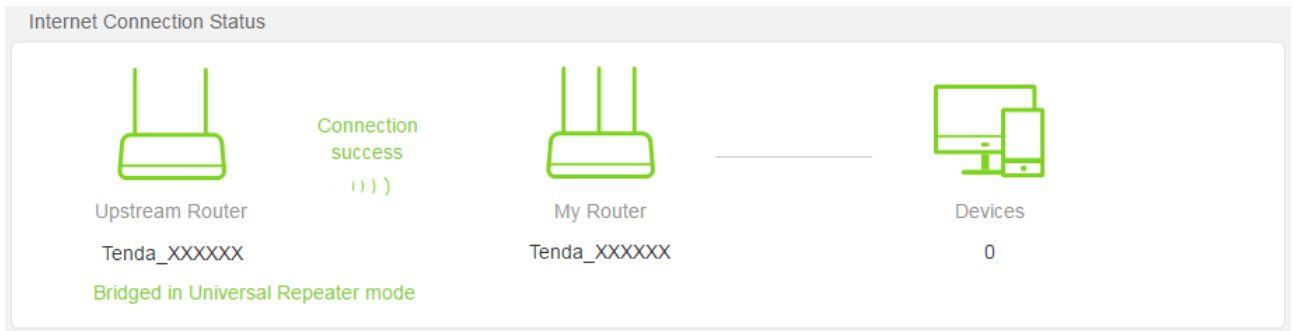 Internet Connection Status
Connection
success
Upstream Router
My Router
Devices
Tenda_XXXXXX
Tenda_XXXXXX
0
Bridged in Universal Repeater mode